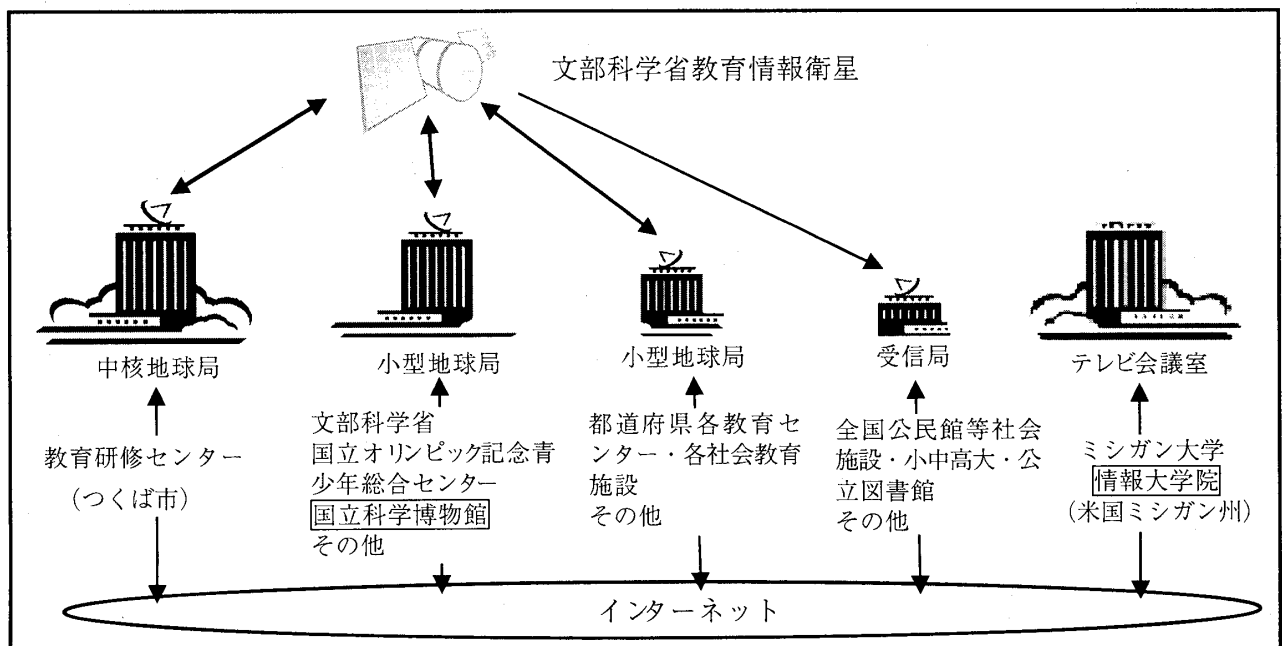 文部科学省教育情報衛星
中核地球局
小型地球局
小型地球局
受信局
テレビ会議室
教育研修センター
(つくば市)
文部科学省
国立オリンピック記念青
少年総合センター
国立科学博物館
その他
都道府県各教育セ
ンター・各社会教育
施設
その他
全国公民館等社会
施設・小中高大・公
立図書館
その他
ミシガン大学
情報大学院
(米国ミシガン州)
インターネット